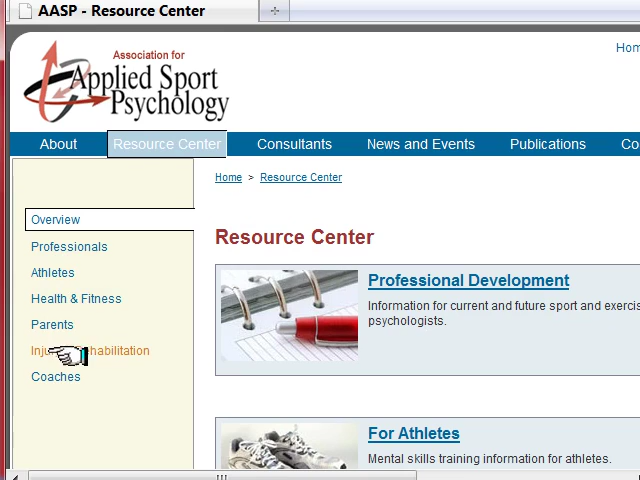 AASP - Resource Center
Hom
Association for
Applied Sport
Psychology
About Resource Center Consultants News and Events Publications Co
Home > Resource Center
Overview
Professionals
Athletes
Health & Fitness
Parents
Coaches
Resource Center
Professional Development
Information for current and future sport and exercis
psychologists.
For Athletes
Mental skills training information for athletes.